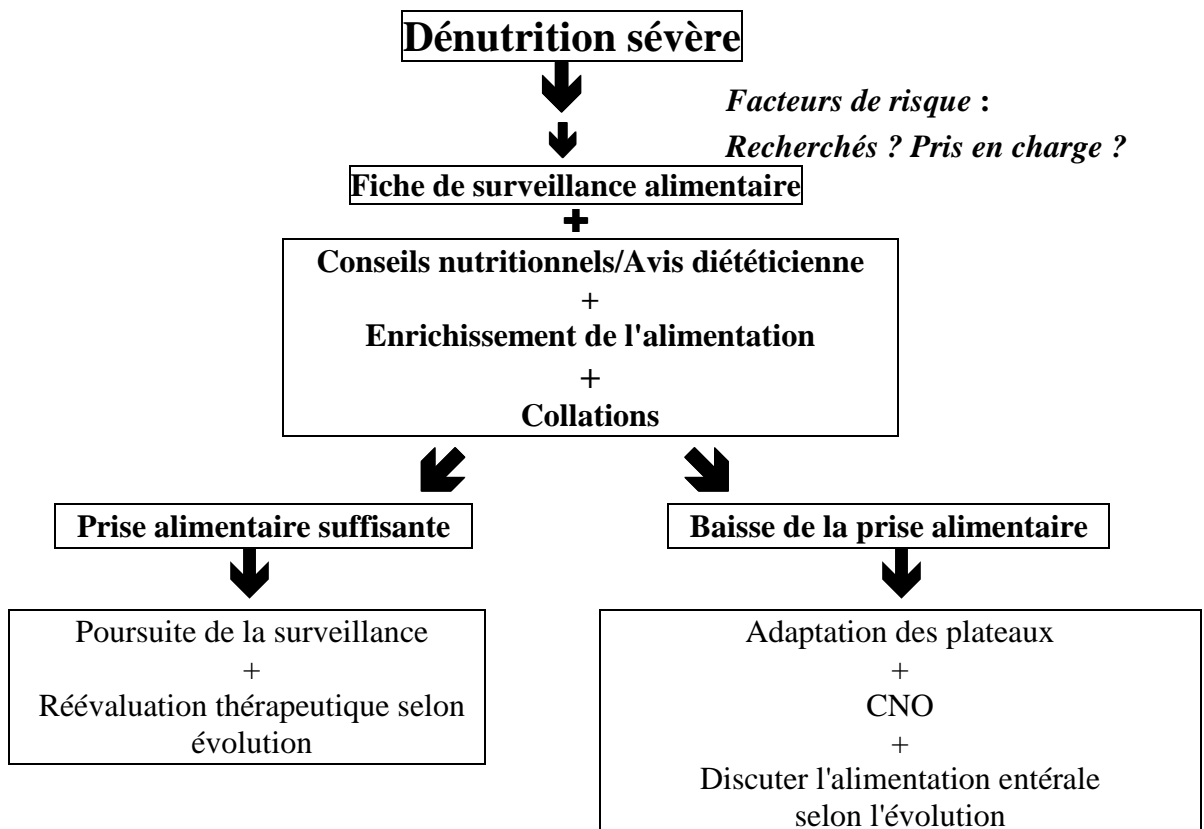 Dénutrition sévère
Facteurs de risque :
Recherchés ? Pris en charge ?
Fiche de surveillance alimentaire
+
Conseils nutritionnels/Avis diététicienne
+
Enrichissement de l'alimentation
+
Collations
Prise alimentaire suffisante
Baisse de la prise alimentaire
Poursuite de la surveillance
+
Réévaluation thérapeutique selon
évolution
Adaptation des plateaux
+
CNO
+
Discuter l'alimentation entérale
selon l'évolution